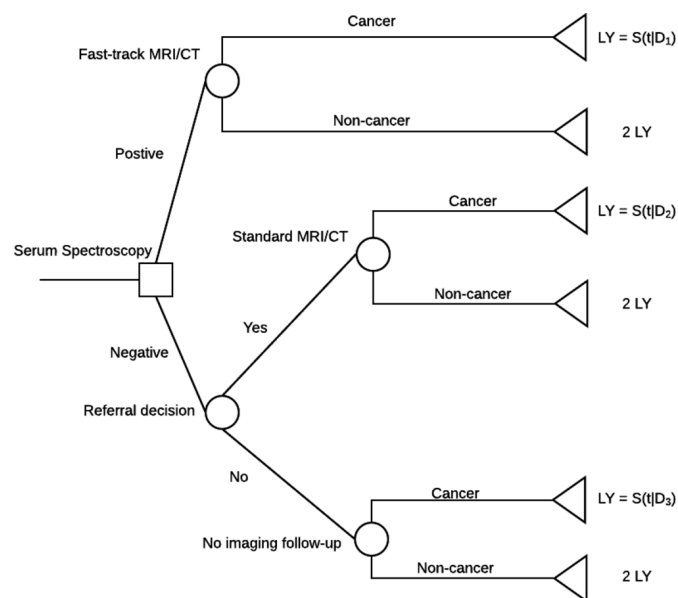 Cancer
Fast-track MRI/CT
LY = S(t|D₁)
Non-cancer
2 LY
Postive
Cancer
LY = S(t|D₂)
Standard MRI/CT
Serum Spectroscopy
Non-cancer
2 LY
Yes
Negative
Referral decision
No
Cancer
LY = S(t|D₃)
No imaging follow-up
Non-cancer
2 LY